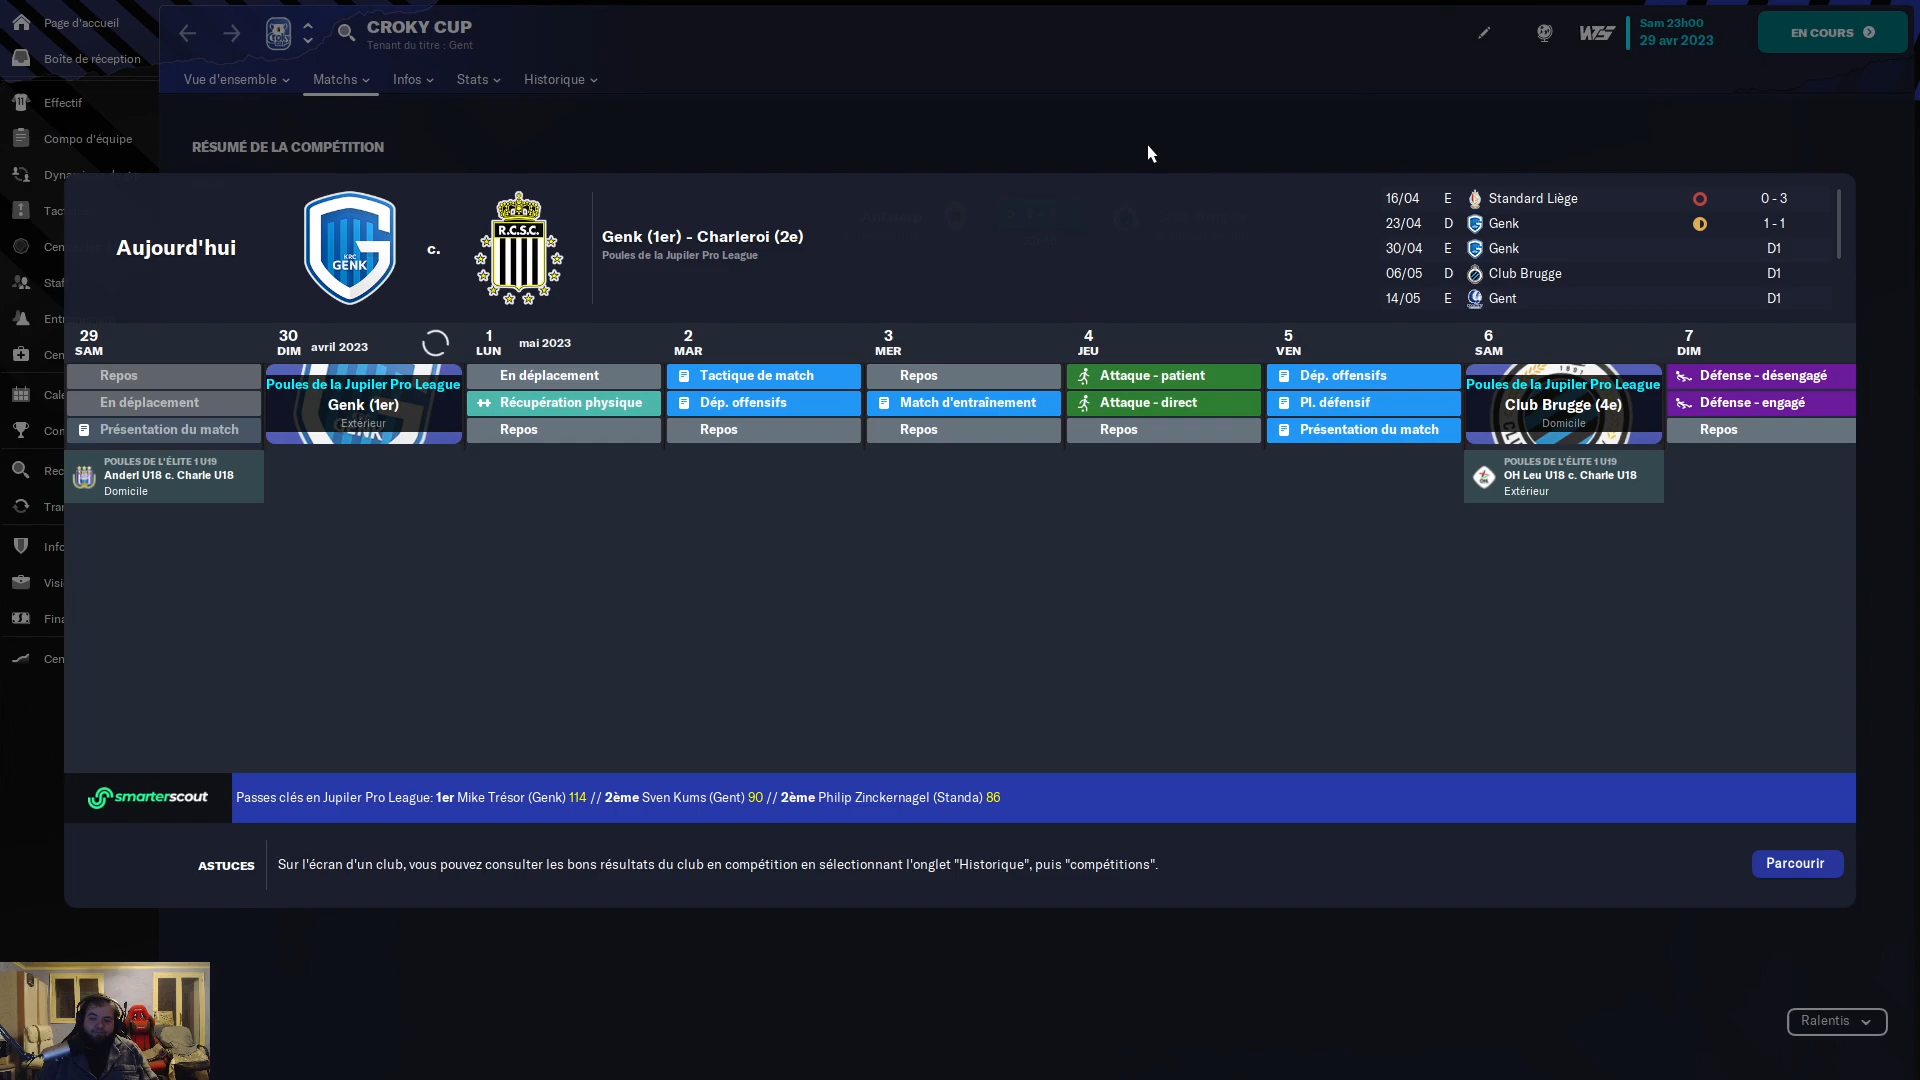 Page d'accueil
Boîte de réception
Effectif
Compo d'équipe
CROKY CUP
Tenant du titre : Gent
Sam 23h00
29 avr 2023
EN COURS
Vue d'ensemble
Matchs
Infos
Stats
Historique
RÉSUMÉ DE LA COMPÉTITION
Aujourd'hui
KRC
GENK
c.
R.C.S.C.
Genk (1er) - Charleroi (2e)
Poules de la Jupiler Pro League
16/04 E Standard Liège 0 - 3
23/04 D Genk 1 - 1
30/04 E Genk D1
06/05 D Club Brugge D1
14/05 E Gent D1
29 SAM
30 DIM avril 2023
1 LUN mai 2023
2 MAR
3 MER
4 JEU
5 VEN
6 SAM
7 DIM
Repos
En déplacement
Présentation du match
POULES DE L'ÉLITE 1 U19
Anderl U18 c. Charle U18
Domicile
Poules de la Jupiler Pro League
Genk (1er)
Extérieur
En déplacement
Récupération physique
Repos
Tactique de match
Dép. offensifs
Repos
Repos
Match d'entraînement
Repos
Attaque - patient
Attaque - direct
Repos
Dép. offensifs
Pl. défensif
Présentation du match
Poules de la Jupiler Pro League
Club Brugge (4e)
Domicile
POULES DE L'ÉLITE 1 U19
OH Leu U18 c. Charle U18
Extérieur
Défense - désengagé
Défense - engagé
Repos
smarterscout
Passes clés en Jupiler Pro League: 1er Mike Trésor (Genk) 114 // 2ème Sven Kums (Gent) 90 // 2ème Philip Zinckernagel (Standa) 86
ASTUCES
Sur l'écran d'un club, vous pouvez consulter les bons résultats du club en compétition en sélectionnant l'onglet "Historique", puis "compétitions".
Parcourir
Ralentis